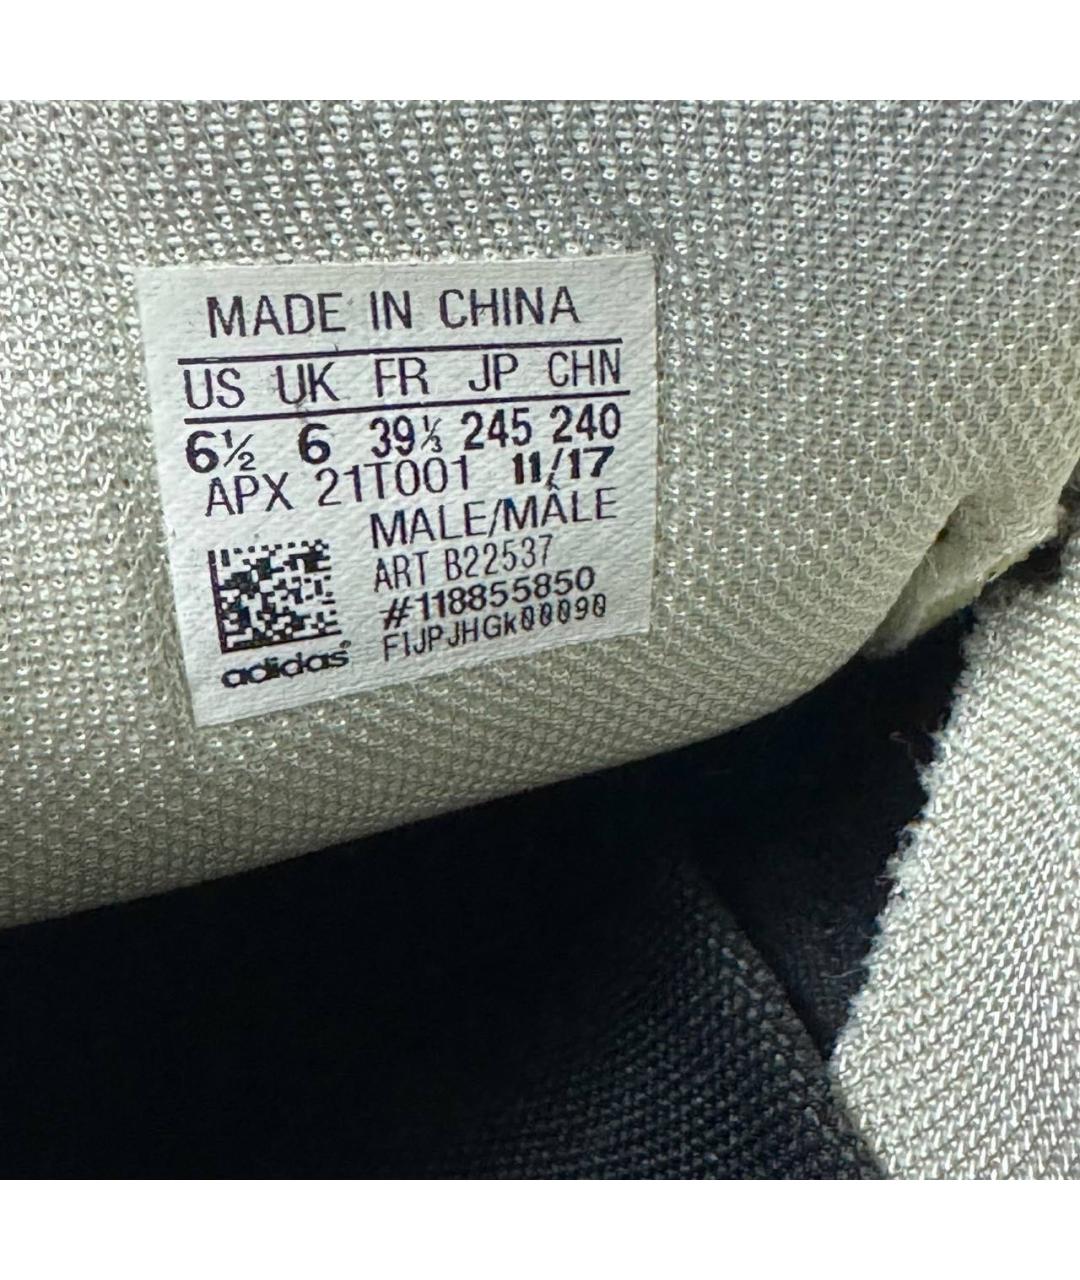 MADE IN CHINA
US UK FR JP CHN
6½ 6 39⅓ 245 240
APX 21T001 11/17
MALE/MÂLE
ART B22537
#118855850
FIJPJHGk00090
adidas®